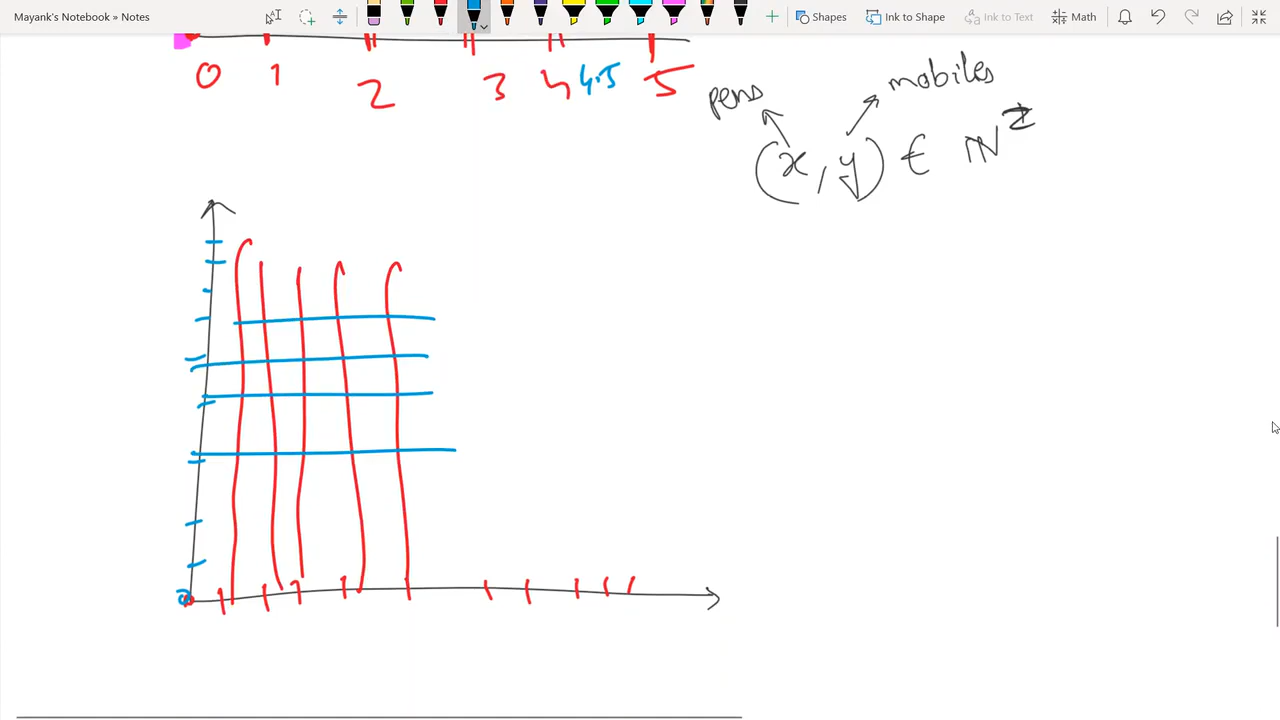 Mayank's Notebook » Notes
Shapes Ink to Shape Ink to Text Math
0 1 2 3 4 4.5 5
pens mobiles
(x, y) ∈ ℕ²